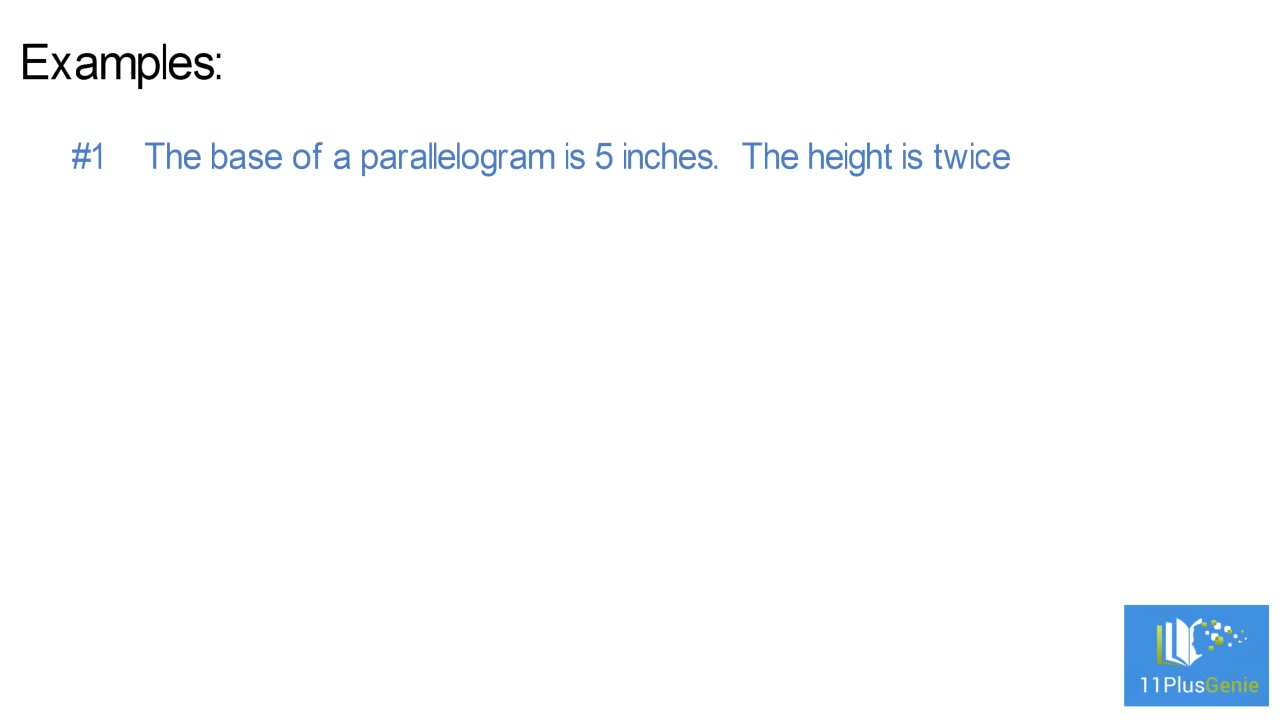 Examples:
#1 The base of a parallelogram is 5 inches. The height is twice
11PlusGenie